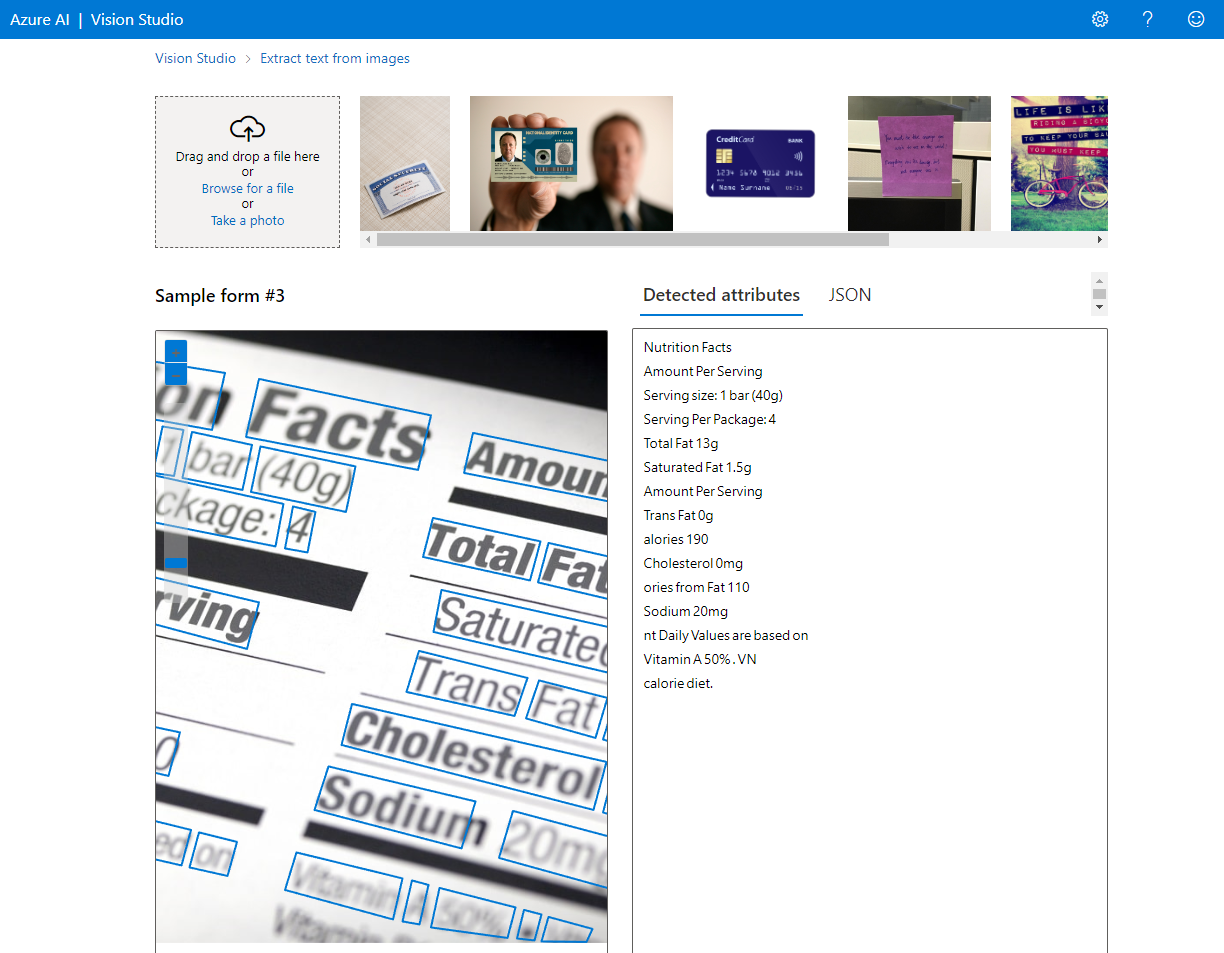 Azure AI | Vision Studio
Vision Studio > Extract text from images
Drag and drop a file here
or
Browse for a file
or
Take a photo
SOCIAL SECURITY
NATIONAL IDENTITY CARD
CreditCard BANK
1234 5678 9012 3456
Name Surname
LIFE IS LIK
RIDING A BICYC
TO KEEP YOUR BA
YOU MUST KEEP
Sample form #3
on Facts
1 bar (40g)
ckage: 4
rving
0
ed on
Amoun
Total Fat
Saturated
Trans Fat
Cholesterol
Sodium 20mg
Vitamin A 50% •
Vitamin
Detected attributes
JSON
Nutrition Facts
Amount Per Serving
Serving size: 1 bar (40g)
Serving Per Package: 4
Total Fat 13g
Saturated Fat 1.5g
Amount Per Serving
Trans Fat 0g
alories 190
Cholesterol 0mg
ories from Fat 110
Sodium 20mg
nt Daily Values are based on
Vitamin A 50% . VN
calorie diet.